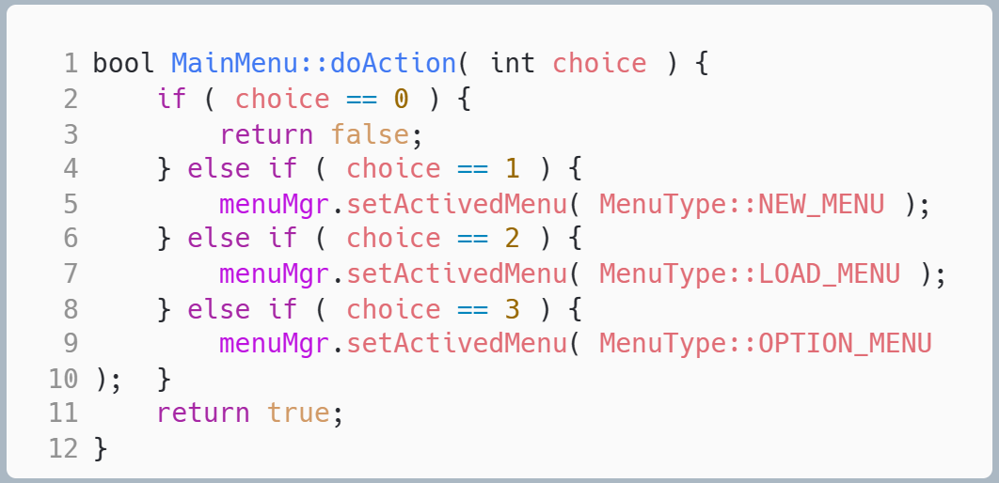 1 bool MainMenu::doAction( int choice ) {
2     if ( choice == 0 ) {
3         return false;
4     } else if ( choice == 1 ) {
5         menuMgr.setActivedMenu( MenuType::NEW_MENU );
6     } else if ( choice == 2 ) {
7         menuMgr.setActivedMenu( MenuType::LOAD_MENU );
8     } else if ( choice == 3 ) {
9         menuMgr.setActivedMenu( MenuType::OPTION_MENU
10 );  }
11     return true;
12 }